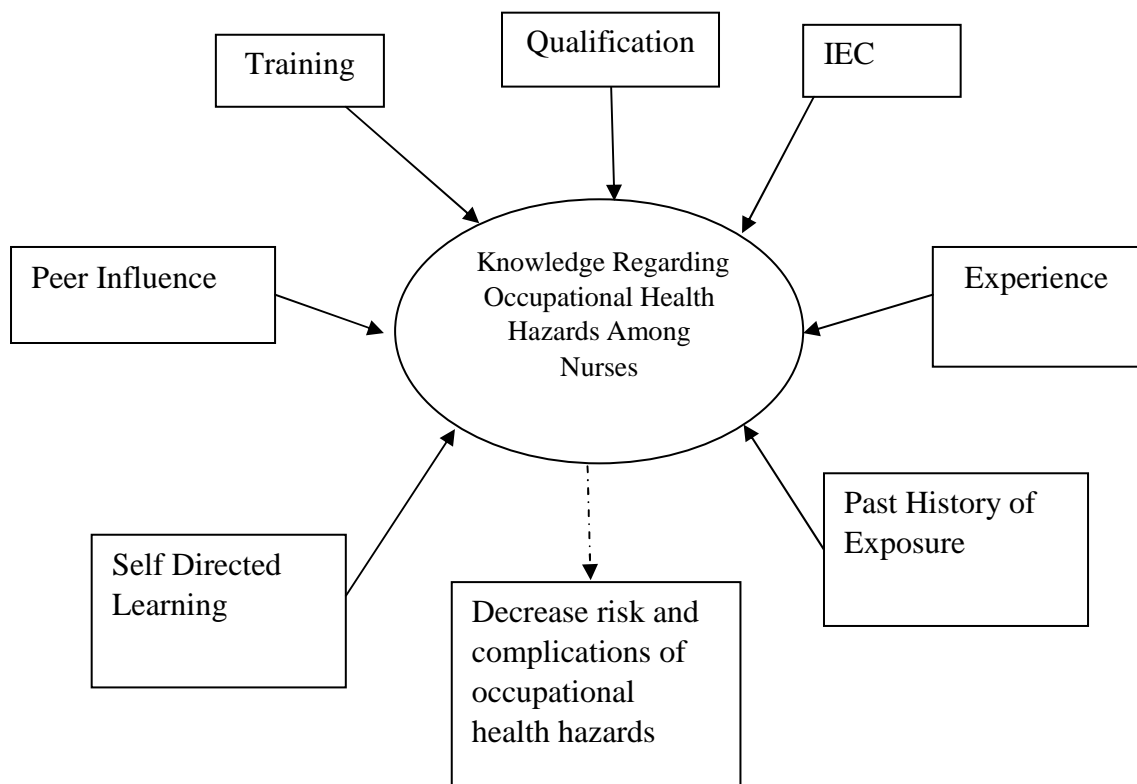 Training
Qualification
IEC
Peer Influence
Knowledge Regarding
Occupational Health
Hazards Among
Nurses
Experience
Self Directed
Learning
Past History of
Exposure
Decrease risk and
complications of
occupational
health hazards